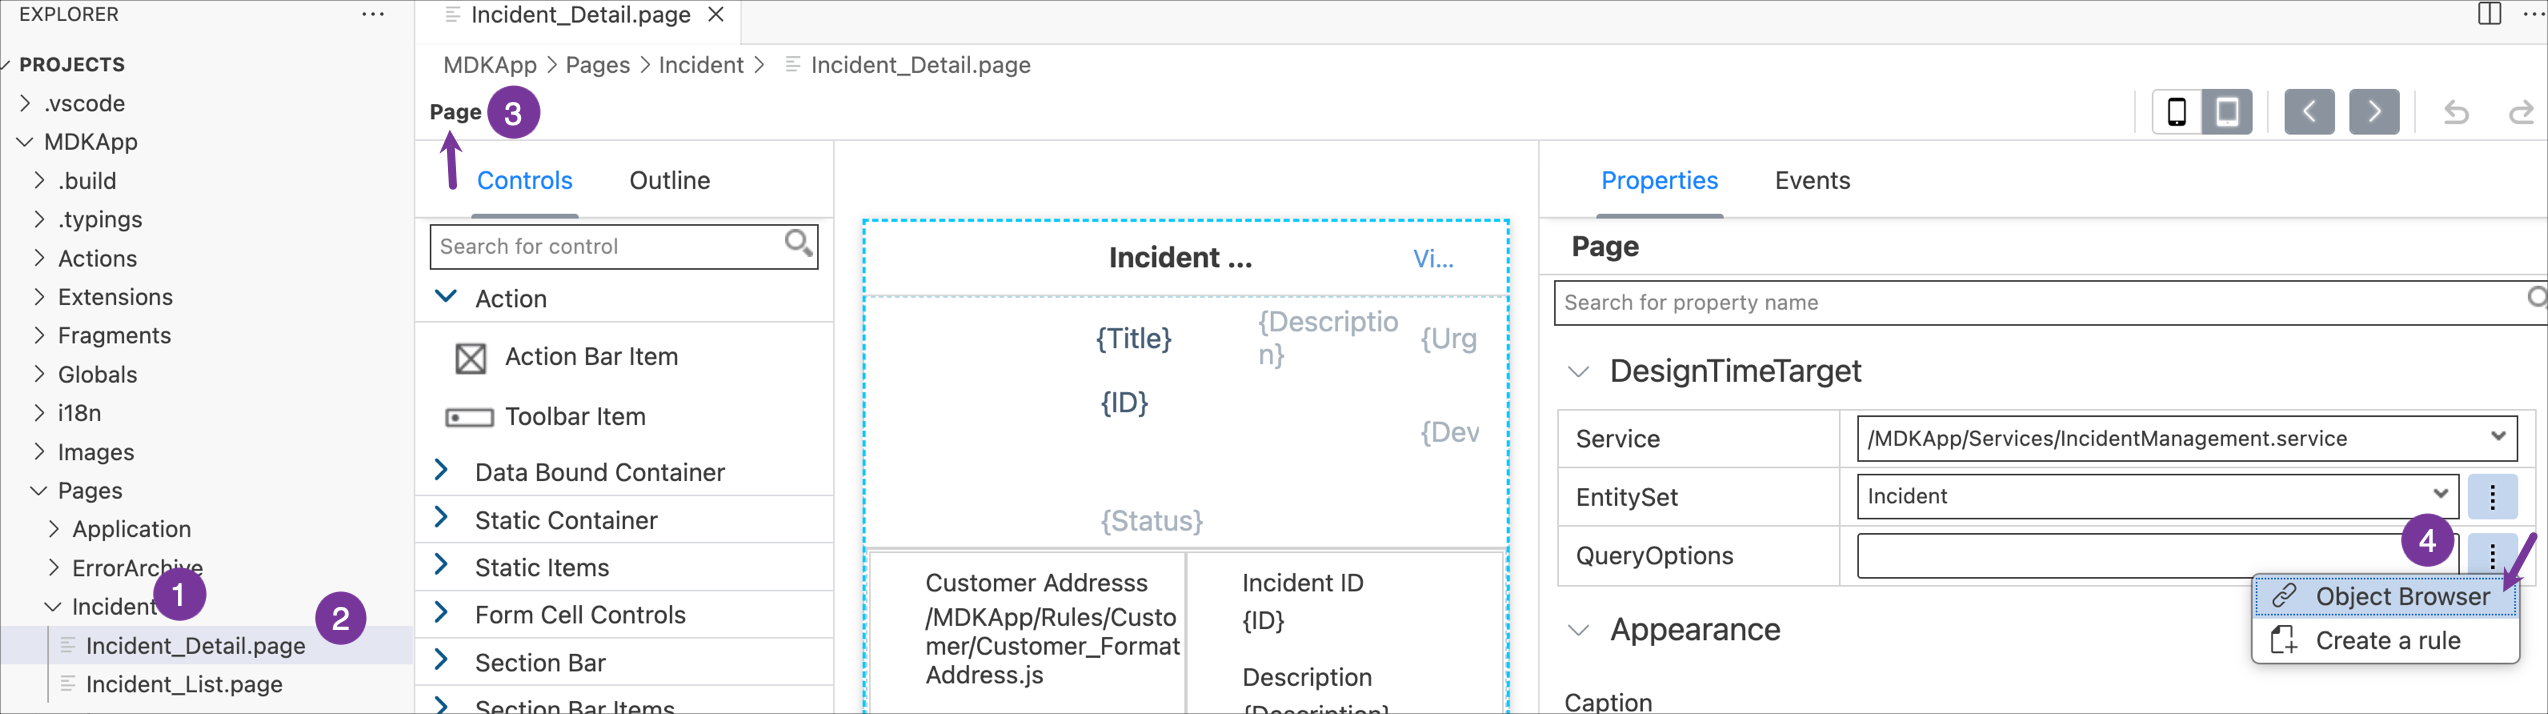 EXPLORER
···
PROJECTS
.vscode
MDKApp
.build
.typings
Actions
Extensions
Fragments
Globals
i18n
Images
Pages
Application
ErrorArchive
Incident
1
Incident_Detail.page
2
Incident_List.page
Incident_Detail.page
MDKApp > Pages > Incident > Incident_Detail.page
Page
3
Controls
Outline
Search for control
Action
Action Bar Item
Toolbar Item
Data Bound Container
Static Container
Static Items
Form Cell Controls
Section Bar
Section Bar Items
Incident ...
Vi...
{Title}
{Descriptio
n}
{Urg
{ID}
{Dev
{Status}
Customer Addresss
/MDKApp/Rules/Custo
mer/Customer_Format
Address.js
Incident ID
{ID}
Description
{Description}
Properties
Events
Page
Search for property name
DesignTimeTarget
Service
/MDKApp/Services/IncidentManagement.service
EntitySet
Incident
QueryOptions
4
Object Browser
Create a rule
Appearance
Caption